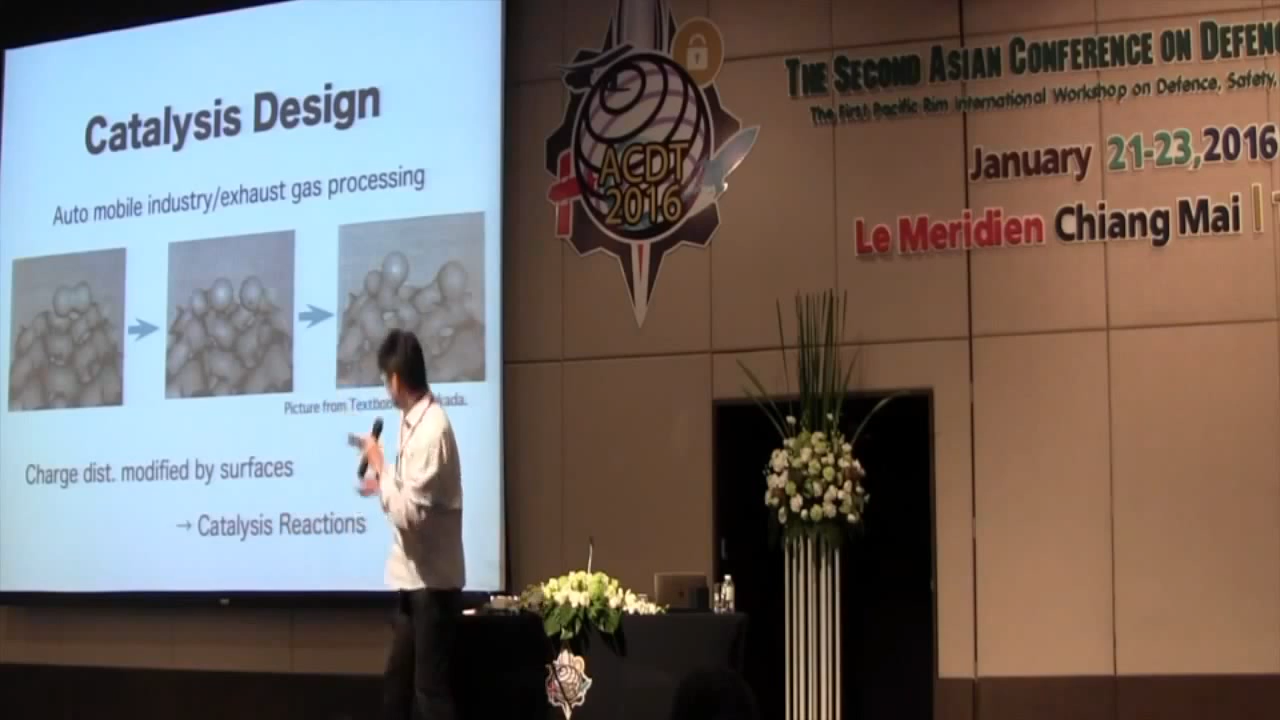 Catalysis Design
Auto mobile industry/exhaust gas processing
Picture from
Charge dist. modified by surfaces
→ Catalysis Reactions
ACDT
2016
THE SECOND ASIAN CONFERENCE ON
The First Pacific Rim International Workshop on Defence, Safety,
January 21-23,2016
Le Meridien Chiang Mai |